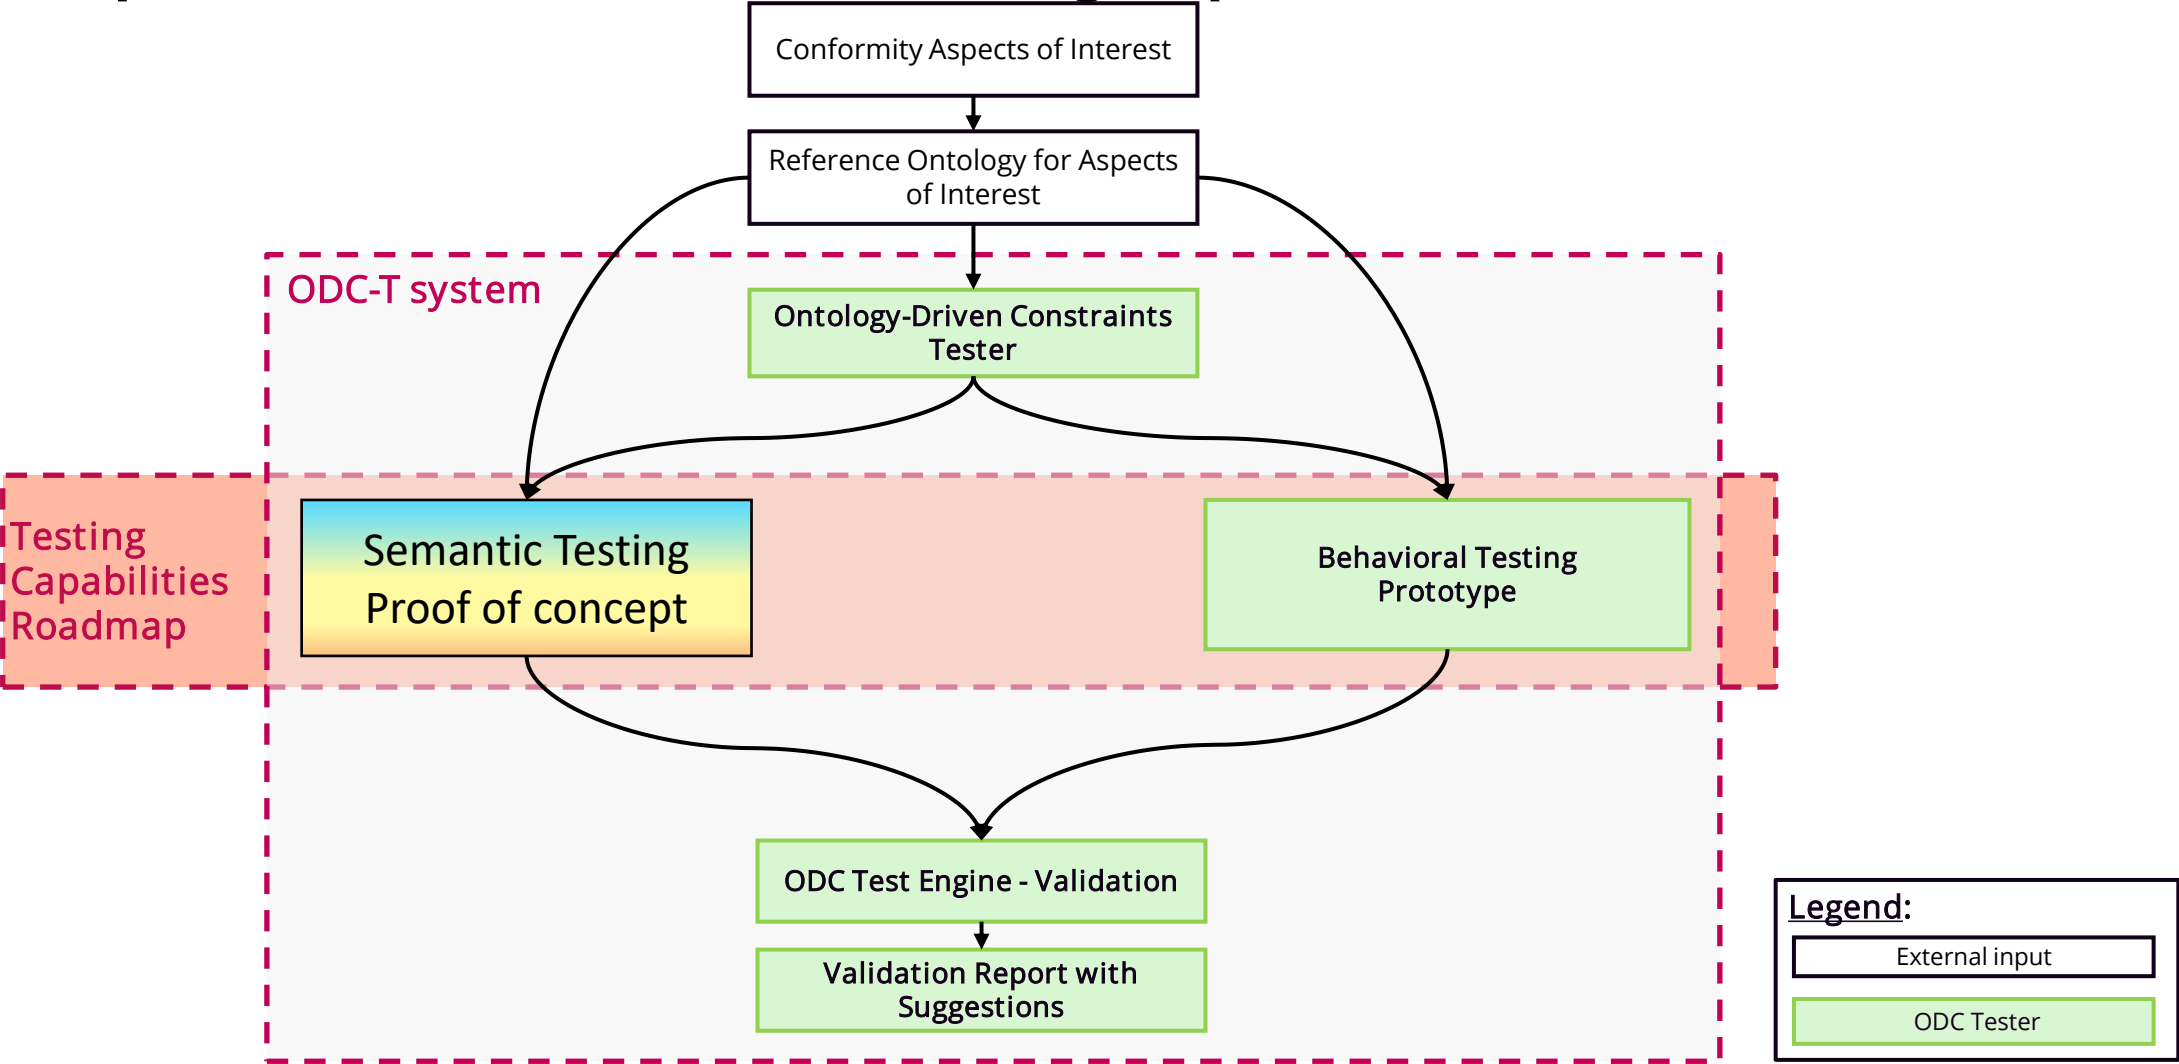 Conformity Aspects of Interest
Reference Ontology for Aspects
of Interest
ODC-T system
Ontology-Driven Constraints
Tester
Testing
Capabilities
Roadmap
Semantic Testing
Proof of concept
Behavioral Testing
Prototype
ODC Test Engine - Validation
Validation Report with
Suggestions
Legend:
External input
ODC Tester